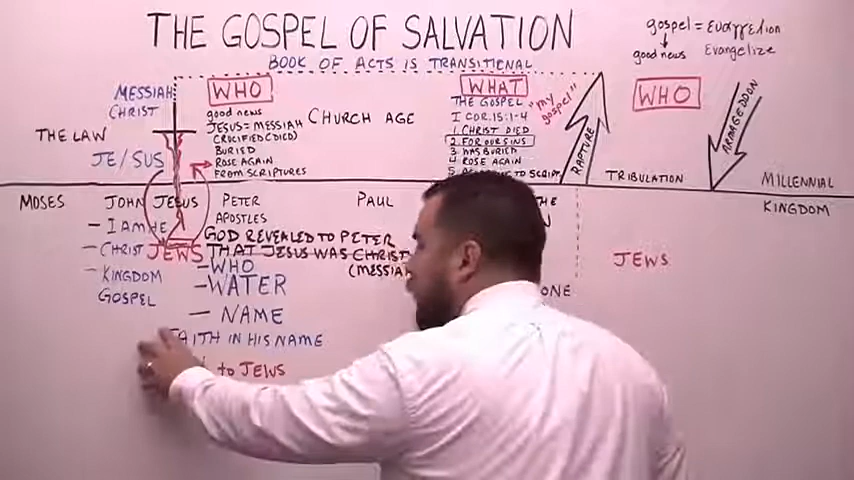 THE GOSPEL OF SALVATION
BOOK OF ACTS IS TRANSITIONAL
gospel = Ευαγγελιον
good news Evangelize
MESSIAH
CHRIST
THE LAW
JE/SUS
WHO
good news
JESUS = MESSIAH
CRUCIFIED (DIED)
BURIED
ROSE AGAIN
FROM SCRIPTURES
CHURCH AGE
WHAT
THE GOSPEL
I COR. 15:1-4
1. CHRIST DIED
2. FOR OUR SINS
3 WAS BURIED
4 ROSE AGAIN
"my gospel"
RAPTURE
WHO
ARMAGEDDON
TRIBULATION
MILLENNIAL
KINGDOM
MOSES
JOHN JESUS
- I AM HE
- CHRIST JEWS
- KINGDOM
GOSPEL
PETER
APOSTLES
GOD REVEALED TO PETER
THAT JESUS WAS CHRIST
(MESSIAH
- WHO
- WATER
- NAME
FAITH IN HIS NAME
to JEWS
PAUL
JEWS